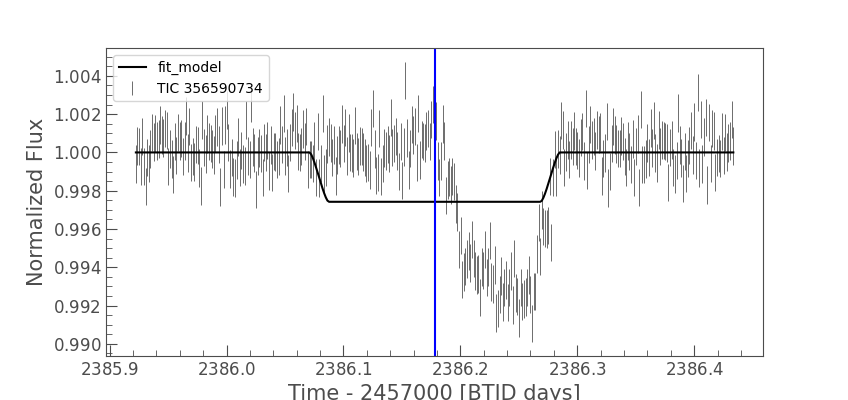 fit_model
TIC 356590734
1.004
1.002
1.000
0.998
0.996
0.994
0.992
0.990
Normalized Flux
2385.9 2386.0 2386.1 2386.2 2386.3 2386.4
Time - 2457000 [BTJD days]